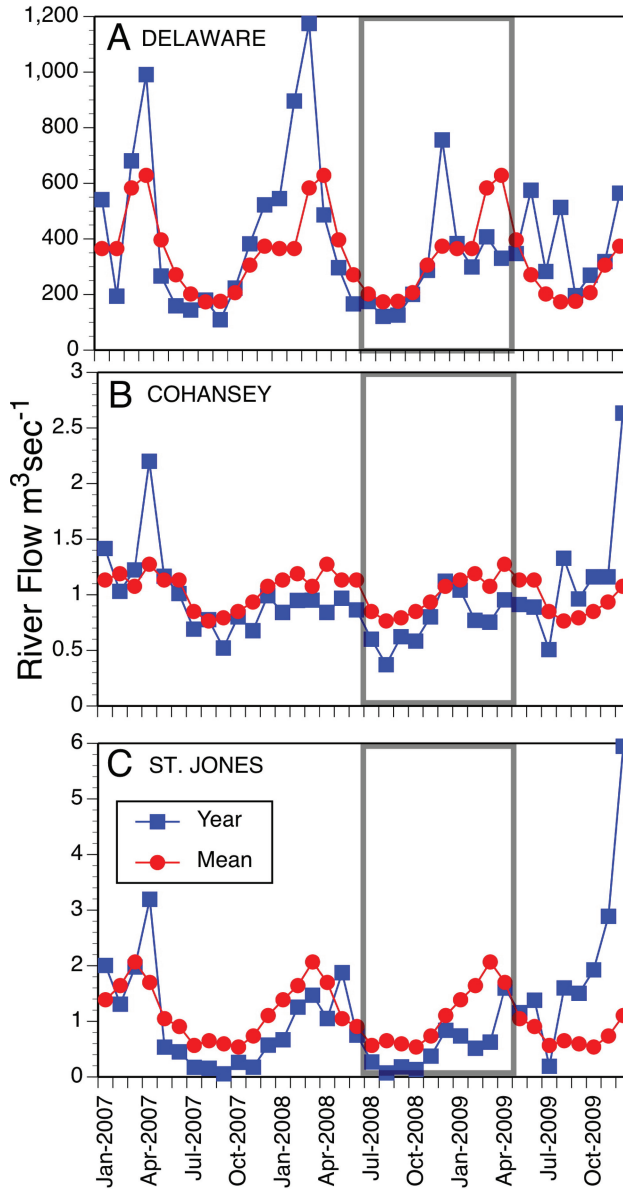 A DELAWARE
1,200
1,000
800
600
400
200
0
B COHANSEY
3
2.5
2
1.5
1
0.5
0
River Flow m³sec⁻¹
C ST. JONES
6
5
4
3
2
1
0
Year
Mean
Jan-2007
Apr-2007
Jul-2007
Oct-2007
Jan-2008
Apr-2008
Jul-2008
Oct-2008
Jan-2009
Apr-2009
Jul-2009
Oct-2009